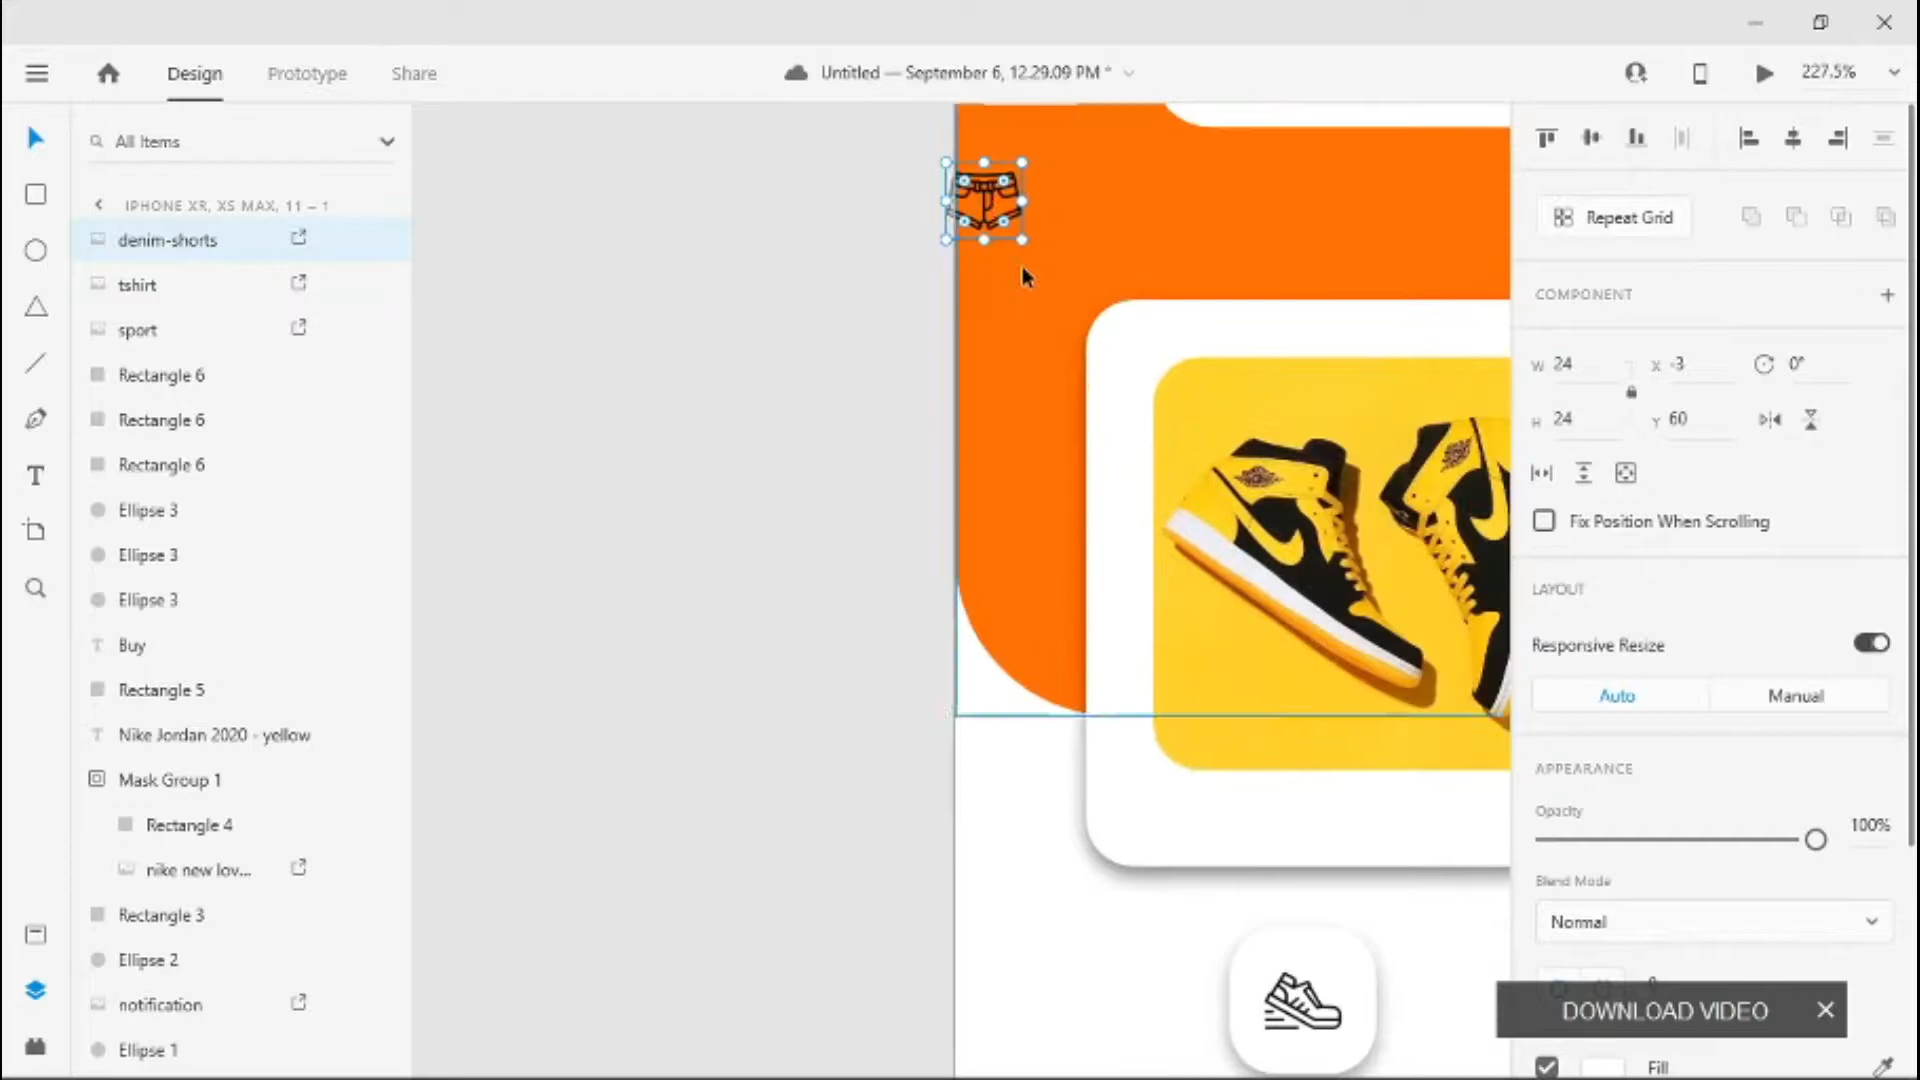 Design
Prototype
Share
Untitled — September 6, 12.29.09 PM *
227.5%
All Items
IPHONE XR, XS MAX, 11 – 1
denim-shorts
tshirt
sport
Rectangle 6
Rectangle 6
Rectangle 6
Ellipse 3
Ellipse 3
Ellipse 3
Buy
Rectangle 5
Nike Jordan 2020 - yellow
Mask Group 1
Rectangle 4
nike new lov...
Rectangle 3
Ellipse 2
notification
Ellipse 1
Repeat Grid
COMPONENT
W 24
X -3
0°
H 24
Y 60
Fix Position When Scrolling
LAYOUT
Responsive Resize
Auto
Manual
APPEARANCE
Opacity
100%
Blend Mode
Normal
DOWNLOAD VIDEO
Fill